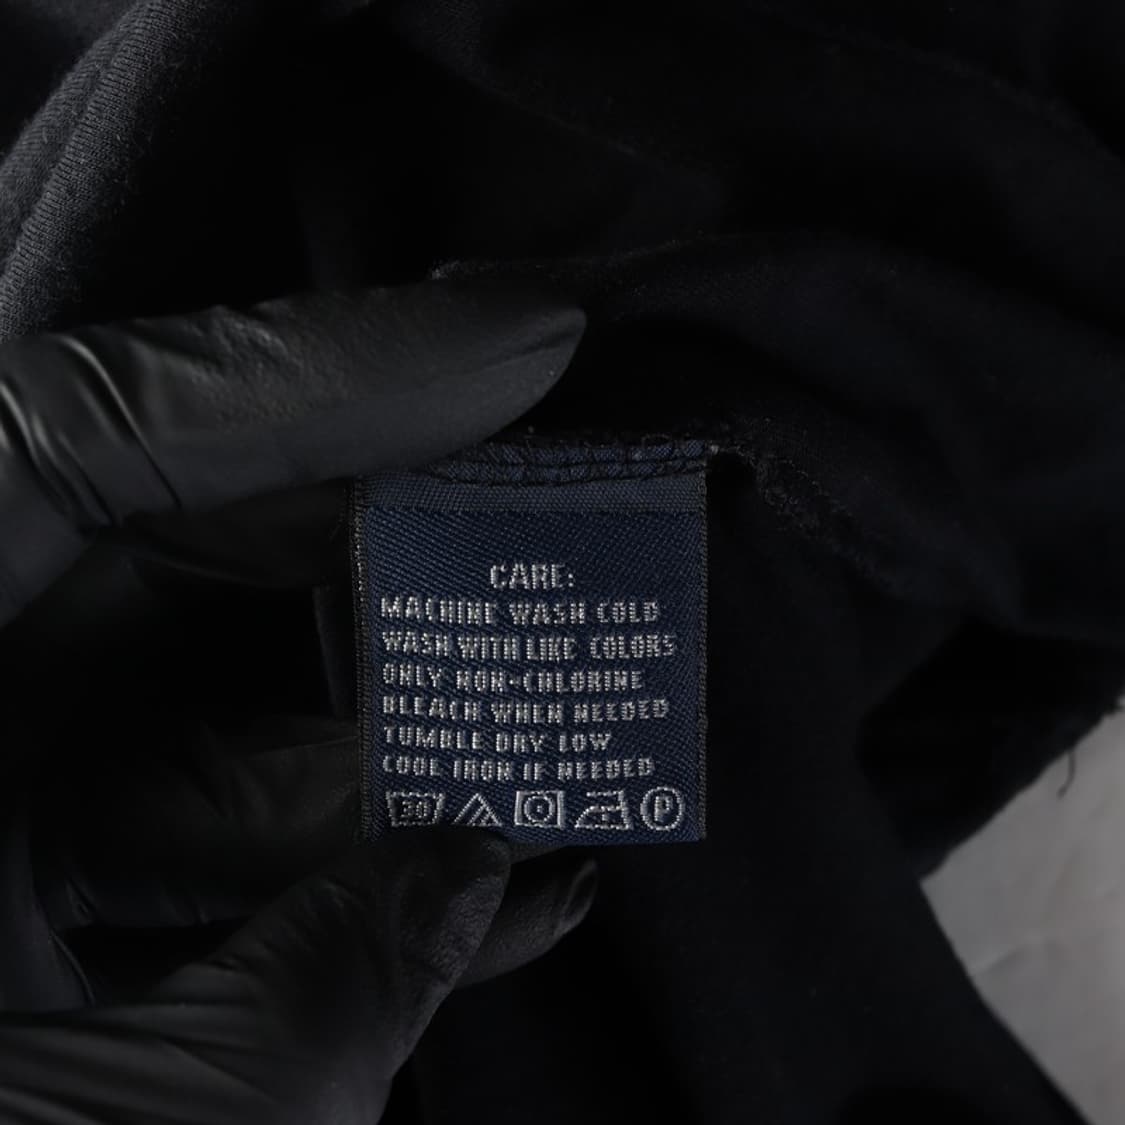 CARE:
MACHINE WASH COLD
WASH WITH LIKE COLORS
ONLY NON-CHLORINE
BLEACH WHEN NEEDED
TUMBLE DRY LOW
COOL IRON IF NEEDED
30 P